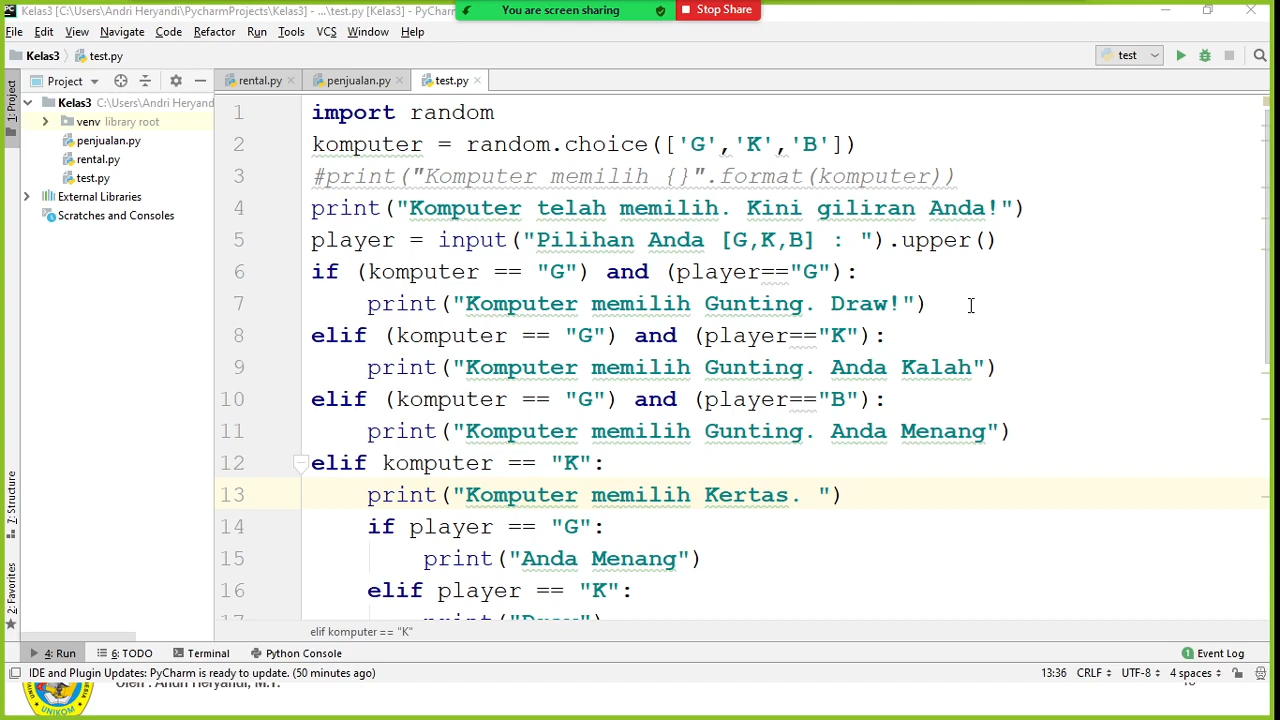 Kelas3 [C:\Users\Andri Heryandi\PycharmProjects\Kelas3] - ...\test.py [Kelas3] - PyChar
You are screen sharing
Stop Share
File Edit View Navigate Code Refactor Run Tools VCS Window Help
Kelas3 test.py
test
Project
rental.py penjualan.py test.py
1: Project
Kelas3 C:\Users\Andri Heryand
venv library root
penjualan.py
rental.py
test.py
External Libraries
Scratches and Consoles
1 import random
2 komputer = random.choice(['G','K','B'])
3 #print("Komputer memilih {}".format(komputer))
4 print("Komputer telah memilih. Kini giliran Anda!")
5 player = input("Pilihan Anda [G,K,B] : ").upper()
6 if (komputer == "G") and (player=="G"):
7 print("Komputer memilih Gunting. Draw!")
8 elif (komputer == "G") and (player=="K"):
9 print("Komputer memilih Gunting. Anda Kalah")
10 elif (komputer == "G") and (player=="B"):
11 print("Komputer memilih Gunting. Anda Menang")
12 elif komputer == "K":
13 print("Komputer memilih Kertas. ")
14 if player == "G":
15 print("Anda Menang")
16 elif player == "K":
17 print("Draw")
elif komputer == "K"
7: Structure
2: Favorites
4: Run 6: TODO Terminal Python Console
Event Log
IDE and Plugin Updates: PyCharm is ready to update. (50 minutes ago)
13:36 CRLF UTF-8 4 spaces
Oleh : Andri Heryandi, M.T.
UNIKOM